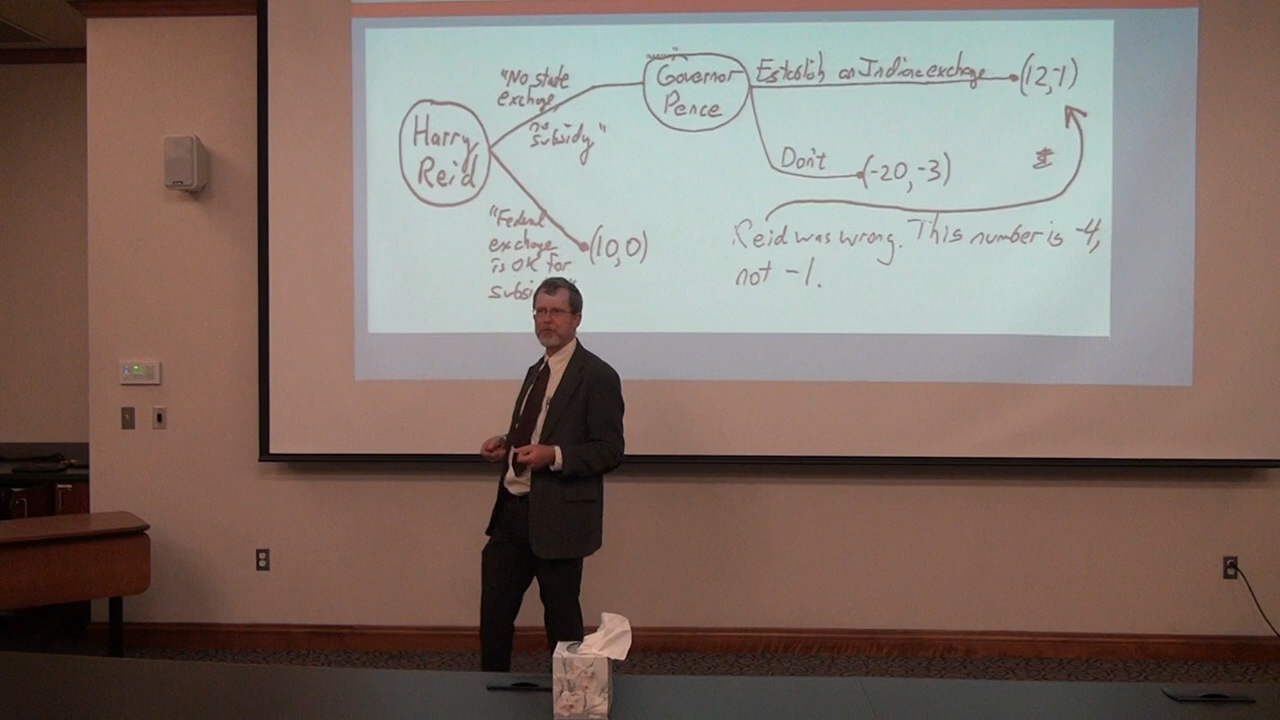 "No state
exchange,
no
subsidy"
Harry
Reid
"Federal
exchange
is OK for
(10,0)
Governor
Pence
Establish an Indiana exchange
(12,-1)
Don't
(-20,-3)
Reid was wrong. This number is -4,
not -1.